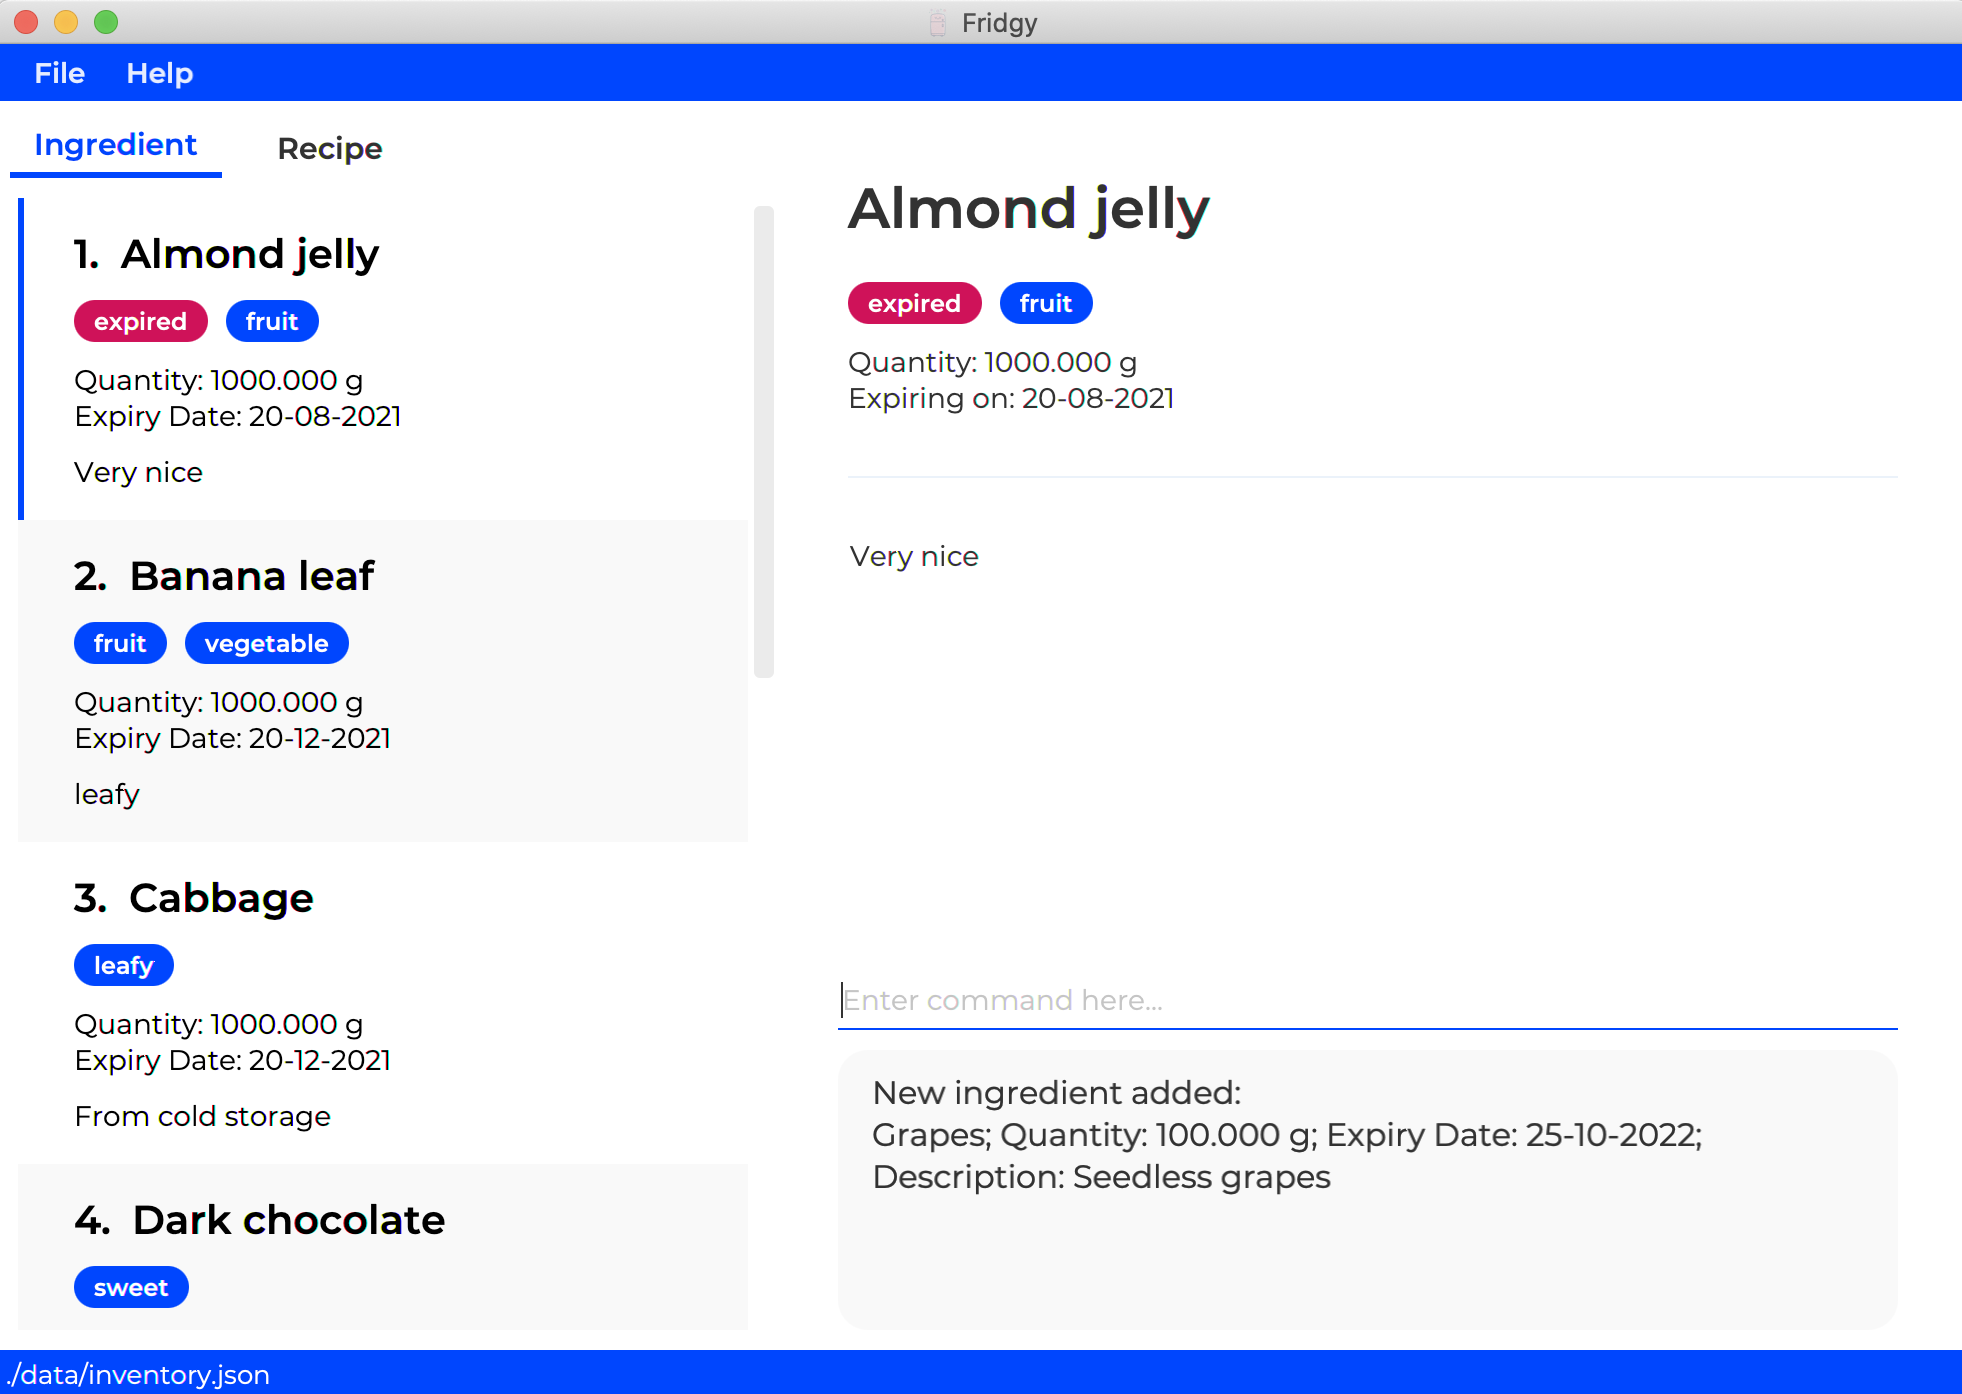 Fridgy
File Help
Ingredient Recipe
1. Almond jelly
expired fruit
Quantity: 1000.000 g
Expiry Date: 20-08-2021
Very nice
2. Banana leaf
fruit vegetable
Quantity: 1000.000 g
Expiry Date: 20-12-2021
leafy
3. Cabbage
leafy
Quantity: 1000.000 g
Expiry Date: 20-12-2021
From cold storage
4. Dark chocolate
sweet
Almond jelly
expired fruit
Quantity: 1000.000 g
Expiring on: 20-08-2021
Very nice
Enter command here...
New ingredient added:
Grapes; Quantity: 100.000 g; Expiry Date: 25-10-2022;
Description: Seedless grapes
./data/inventory.json